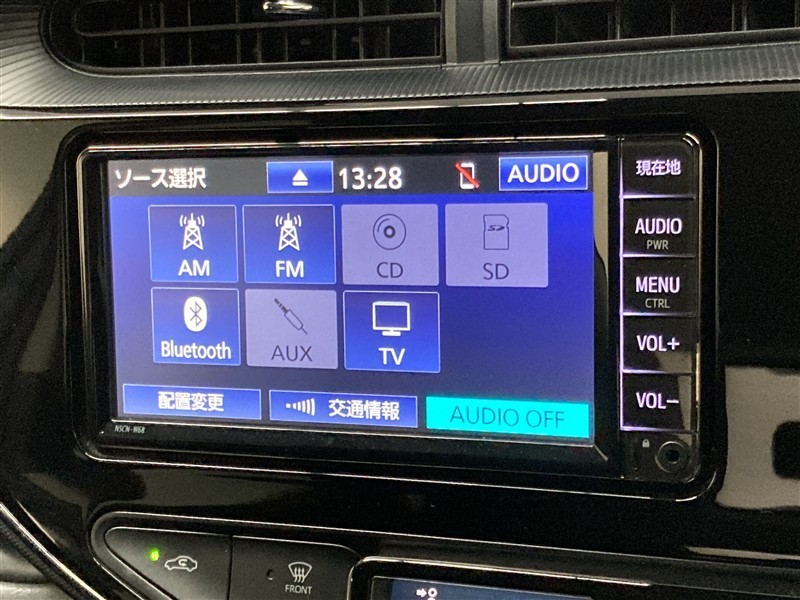 ソース選択 13:28 AUDIO
AM FM CD SD
Bluetooth AUX TV
配置変更 交通情報 AUDIO OFF
NSCN-W68
現在地
AUDIO
PWR
MENU
CTRL
VOL+
VOL-
FRONT